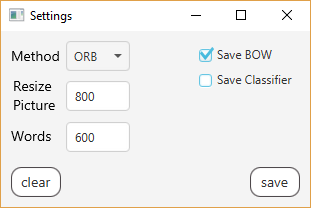 Settings
Method ORB
Save BOW
Save Classifier
Resize
Picture 800
Words 600
clear save